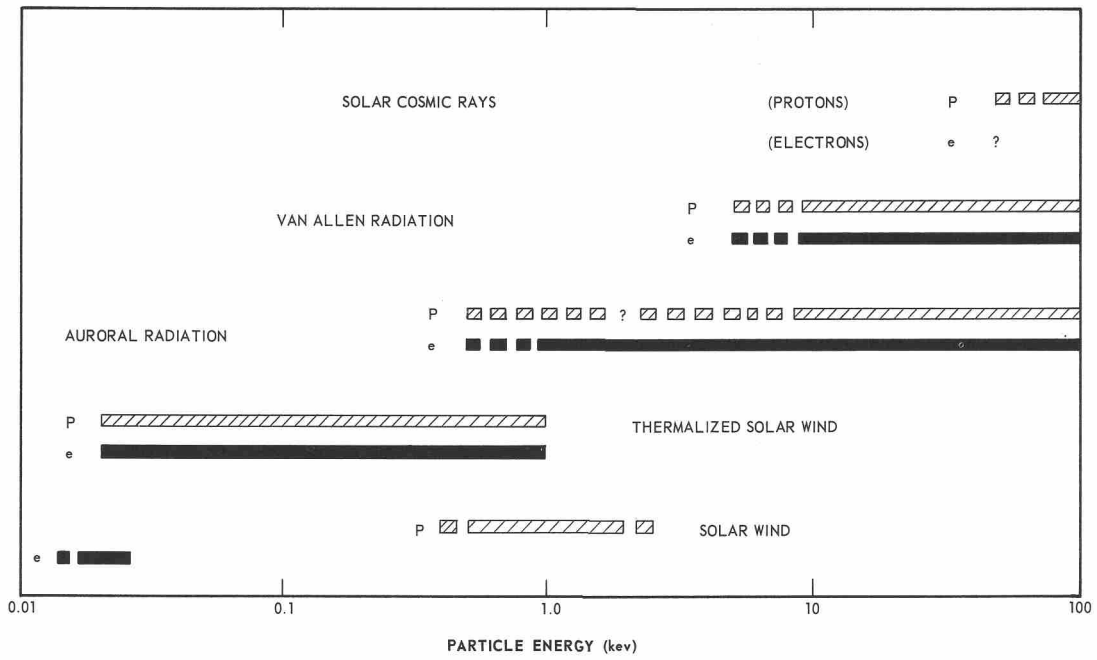 SOLAR COSMIC RAYS (PROTONS) P
(ELECTRONS) e ?
P
VAN ALLEN RADIATION
e
P ?
AURORAL RADIATION
e
P
THERMALIZED SOLAR WIND
e
P SOLAR WIND
e
0.01 0.1 1.0 10 100
PARTICLE ENERGY (kev)